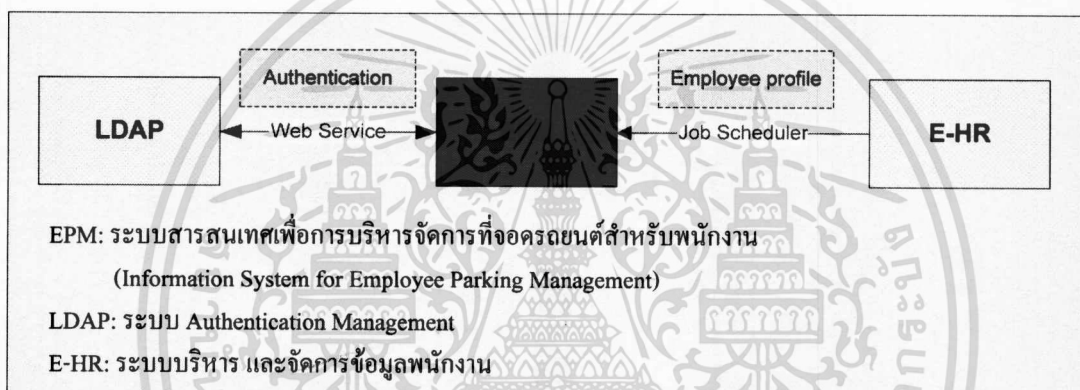 Authentication
Employee profile
LDAP
Web Service
Job Scheduler
E-HR
EPM: ระบบสารสนเทศเพื่อการบริหารจัดการที่จอดรถยนต์สำหรับพนักงาน
(Information System for Employee Parking Management)
LDAP: ระบบ Authentication Management
E-HR: ระบบบริหาร และจัดการข้อมูลพนักงาน